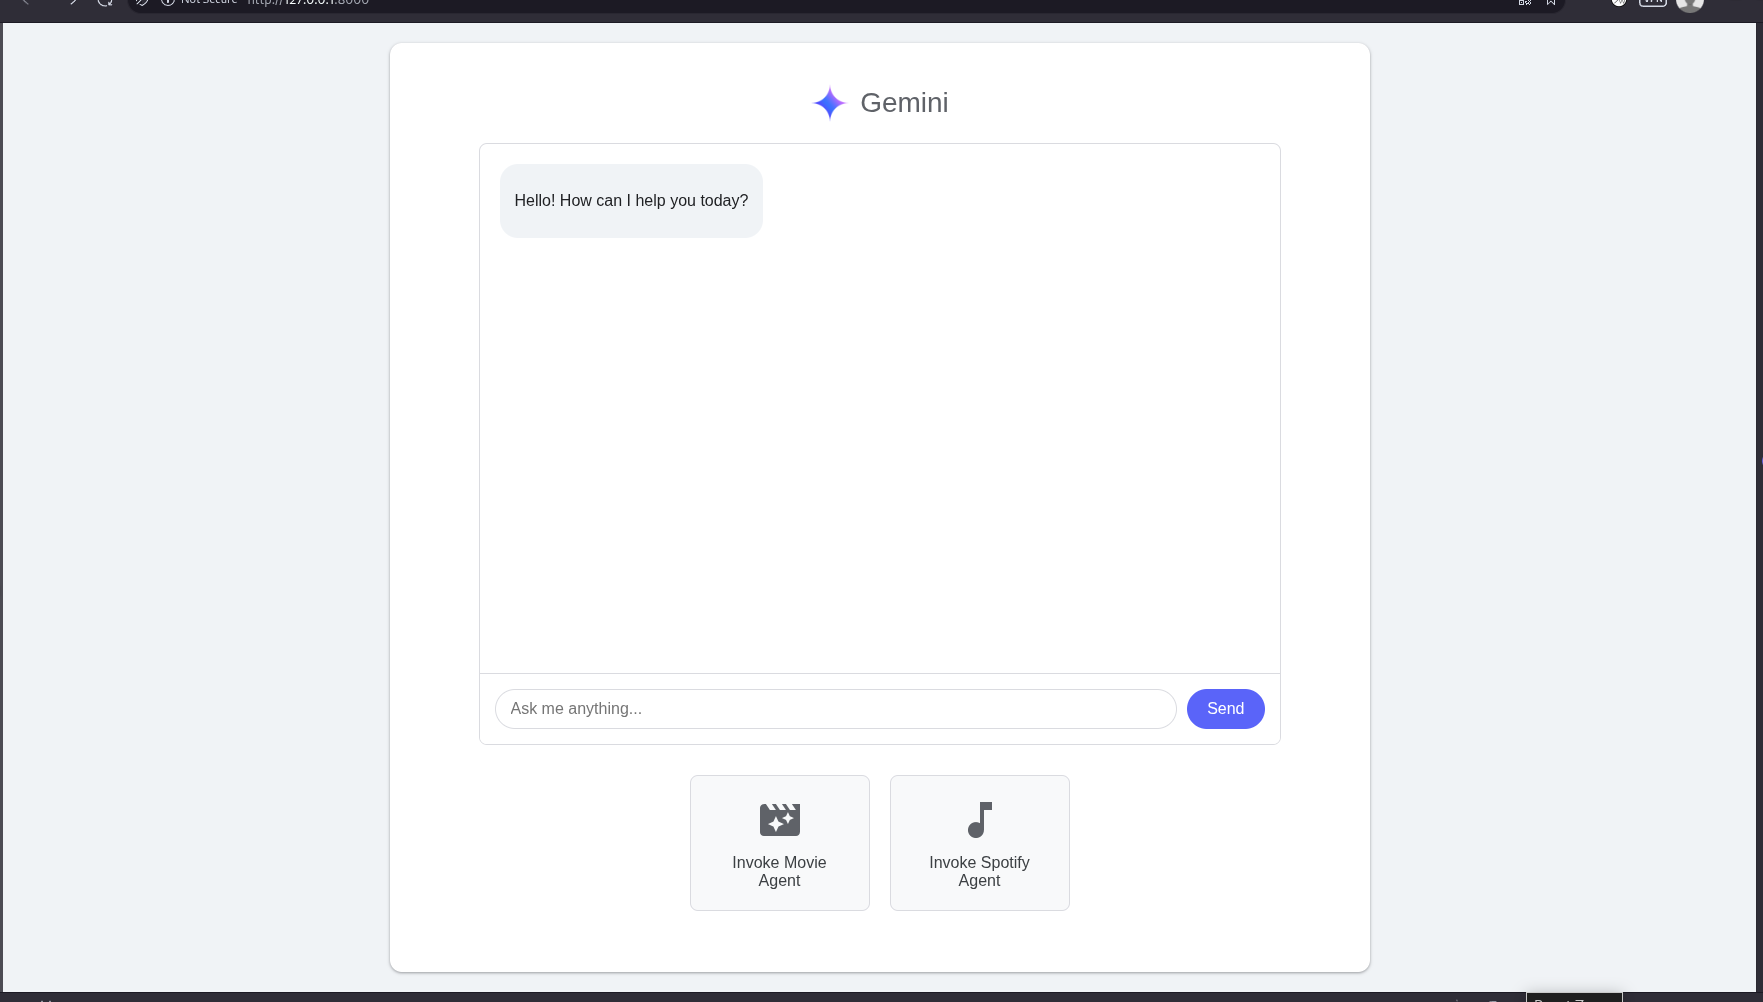 Not Secure http://127.0.0.1:8000
VPN
Gemini
Hello! How can I help you today?
Ask me anything...
Send
Invoke Movie
Agent
Invoke Spotify
Agent